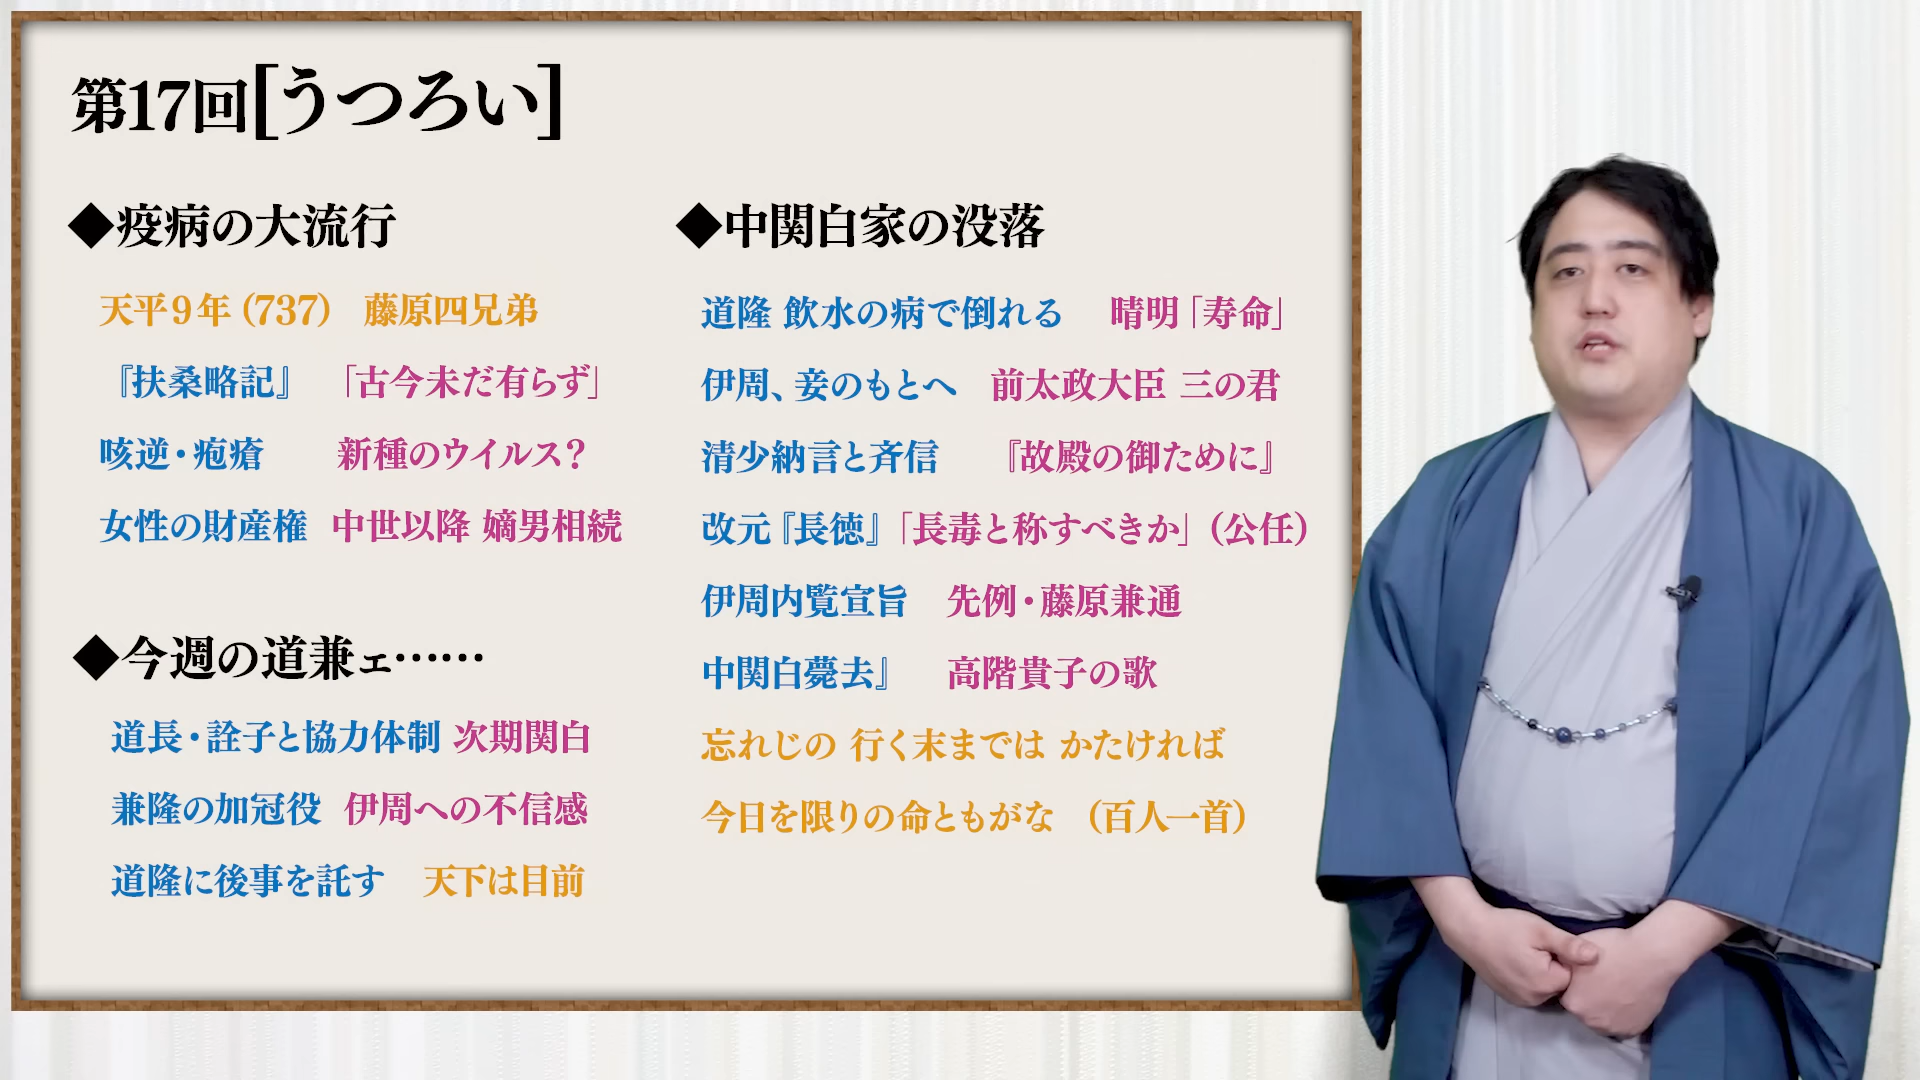 第17回[うつろい]
◆疫病の大流行
天平９年（737） 藤原四兄弟
『扶桑略記』 「古今未だ有らず」
咳逆・疱瘡 新種のウイルス？
女性の財産権 中世以降 嫡男相続
◆今週の道兼ェ……
道長・詮子と協力体制 次期関白
兼隆の加冠役 伊周への不信感
道隆に後事を託す 天下は目前
◆中関白家の没落
道隆 飲水の病で倒れる 晴明「寿命」
伊周、妾のもとへ 前太政大臣 三の君
清少納言と斉信 『故殿の御ために』
改元『長徳』「長毒と称すべきか」（公任）
伊周内覧宣旨 先例・藤原兼通
中関白薨去』 高階貴子の歌
忘れじの 行く末までは かたければ
今日を限りの命ともがな （百人一首）